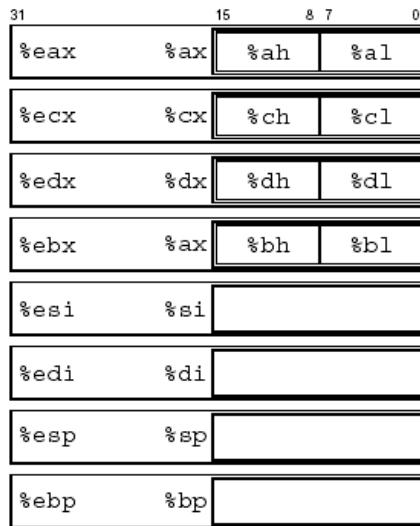 31 15 8 7 0
%eax %ax %ah %al
%ecx %cx %ch %cl
%edx %dx %dh %dl
%ebx %ax %bh %bl
%esi %si
%edi %di
%esp %sp
%ebp %bp